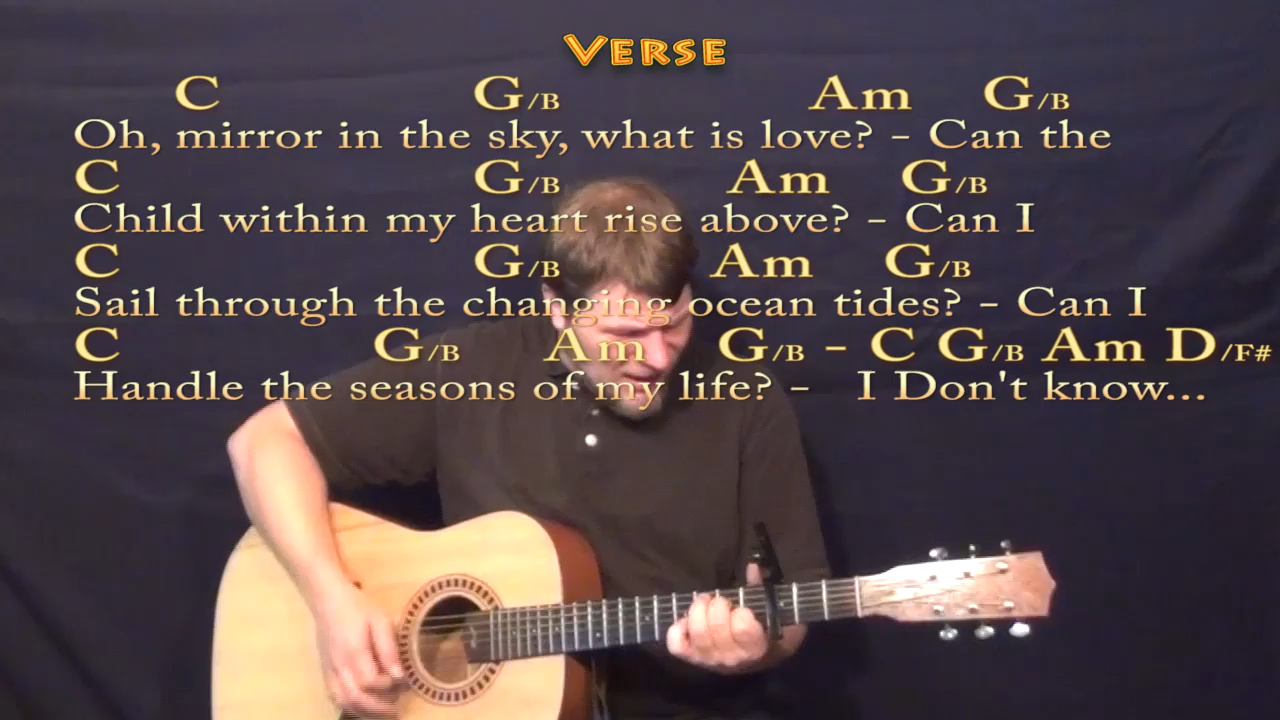 VERSE
C G/B Am G/B
Oh, mirror in the sky, what is love? - Can the
C G/B Am G/B
Child within my heart rise above? - Can I
C G/B Am G/B
Sail through the changing ocean tides? - Can I
C G/B Am G/B - C G/B Am D/F#
Handle the seasons of my life? - I Don't know...